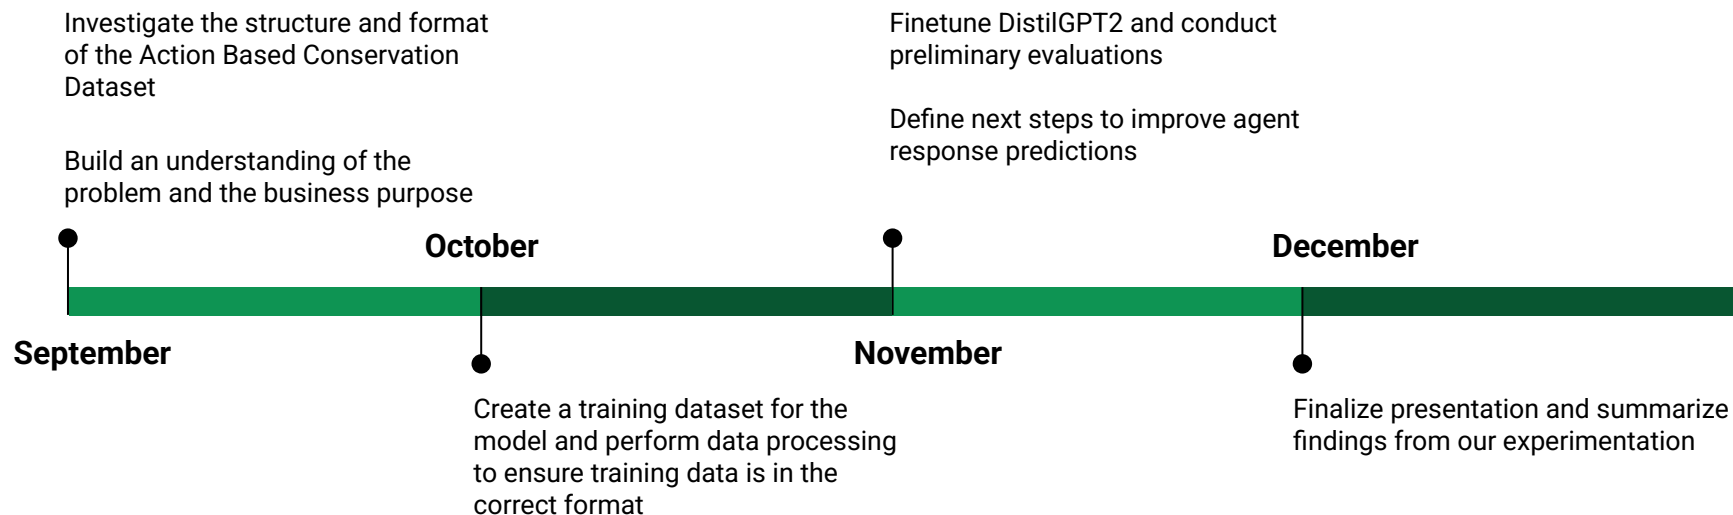 Investigate the structure and format
of the Action Based Conservation
Dataset
Build an understanding of the
problem and the business purpose
Finetune DistilGPT2 and conduct
preliminary evaluations
Define next steps to improve agent
response predictions
October
December
September
November
Create a training dataset for the
model and perform data processing
to ensure training data is in the
correct format
Finalize presentation and summarize
findings from our experimentation